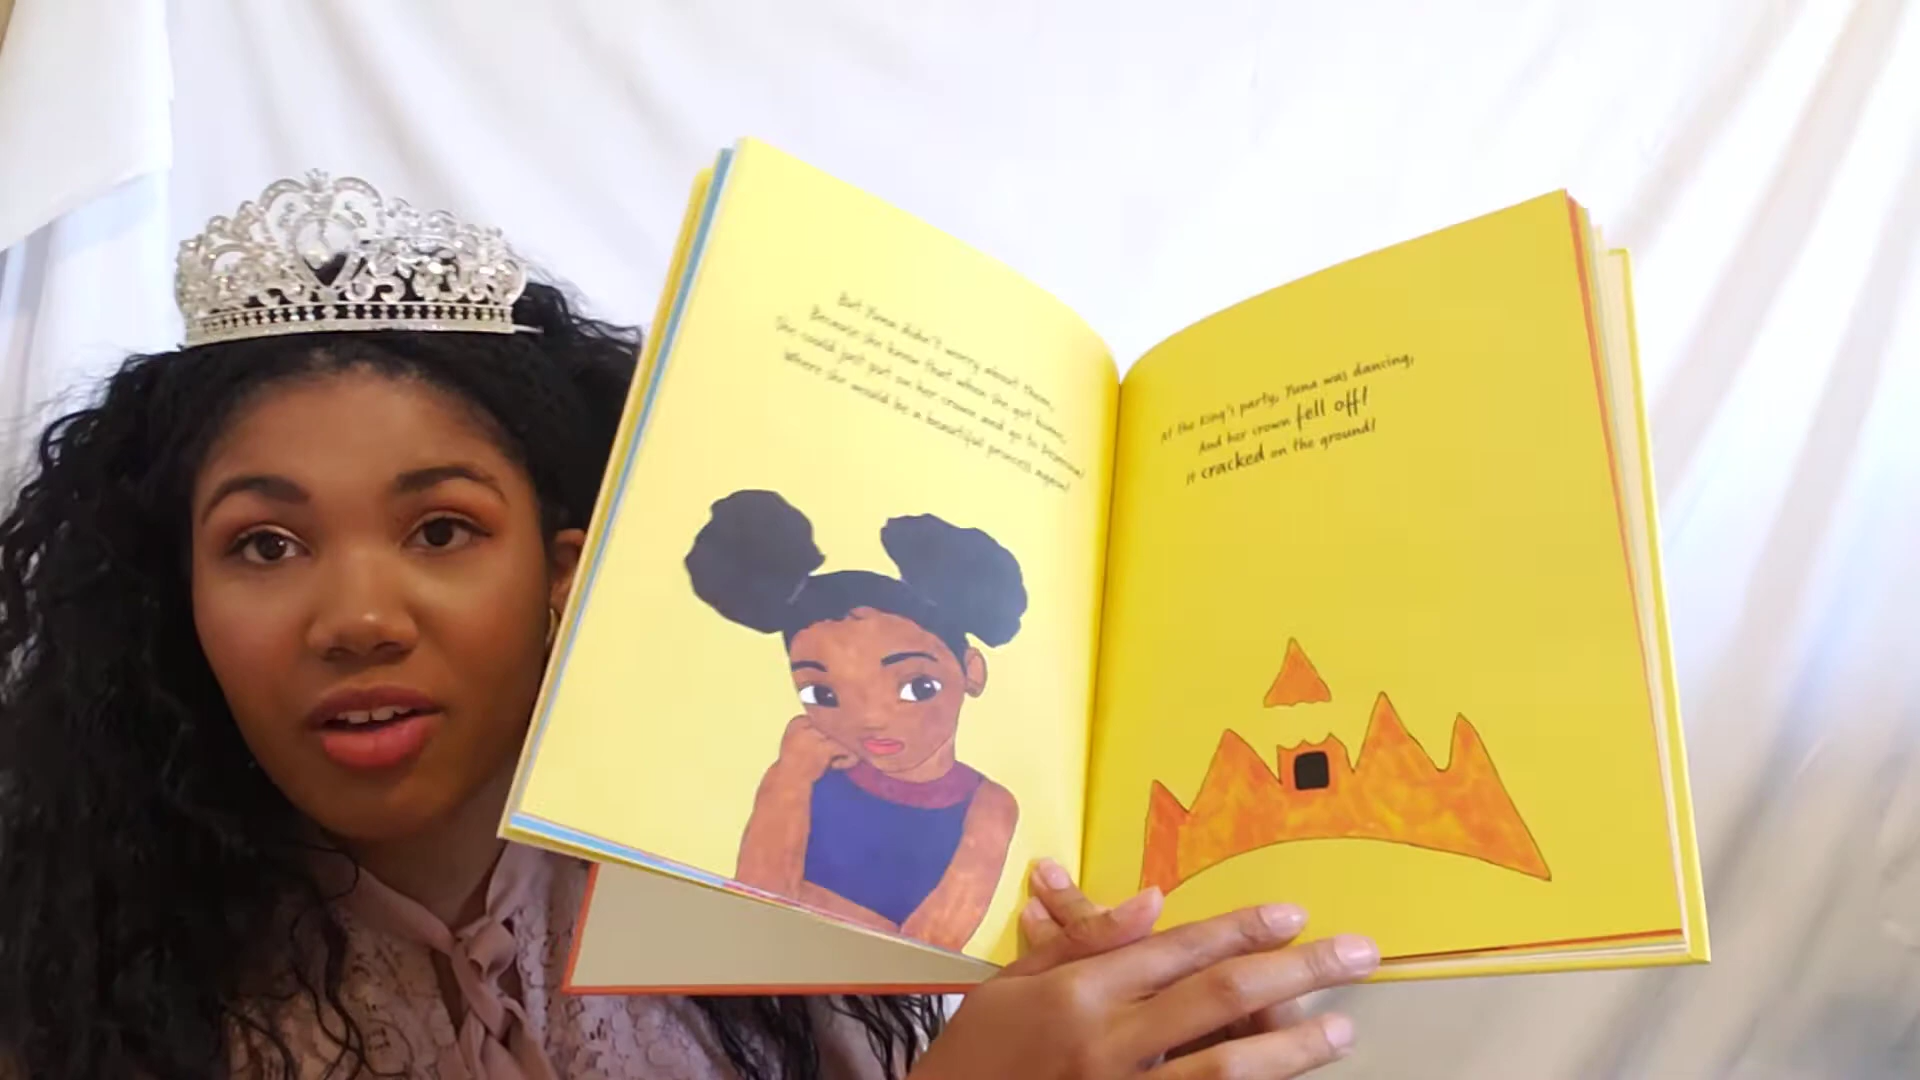 But Yuna didn't worry about them,
Because she knew that when she got home,
She could just put on her crown and go to
Where she would be a beautiful princess again!
At the King's party, Yuna was dancing,
And her crown fell off!
It cracked on the ground!